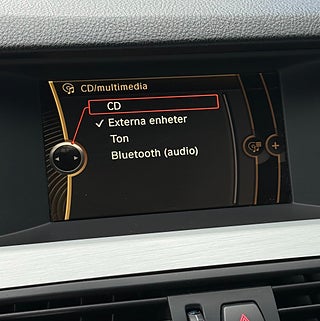 CD/multimedia
CD
Externa enheter
Ton
Bluetooth (audio)